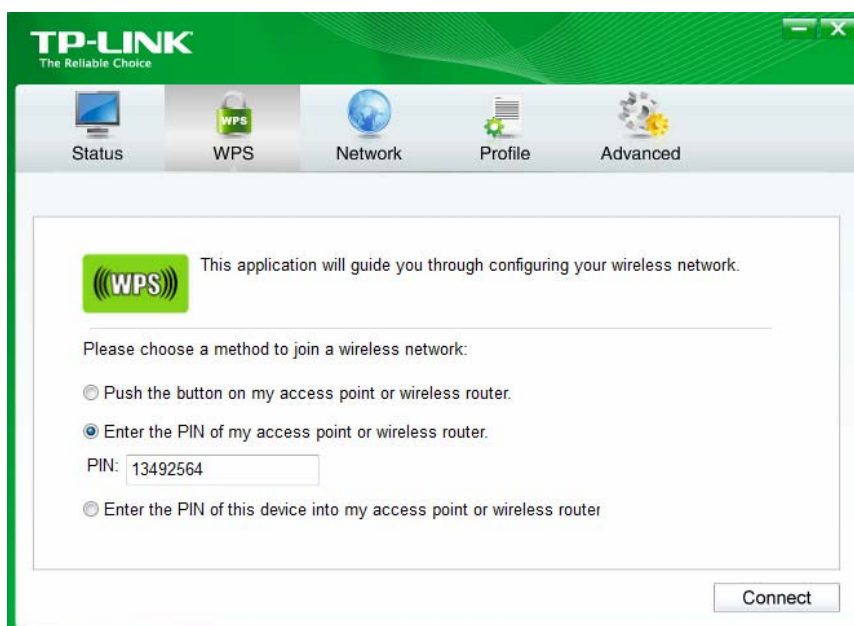 TP-LINK
The Reliable Choice
Status WPS Network Profile Advanced
WPS
(((WPS)))
This application will guide you through configuring your wireless network.
Please choose a method to join a wireless network:
Push the button on my access point or wireless router.
Enter the PIN of my access point or wireless router.
PIN: 13492564
Enter the PIN of this device into my access point or wireless router
Connect